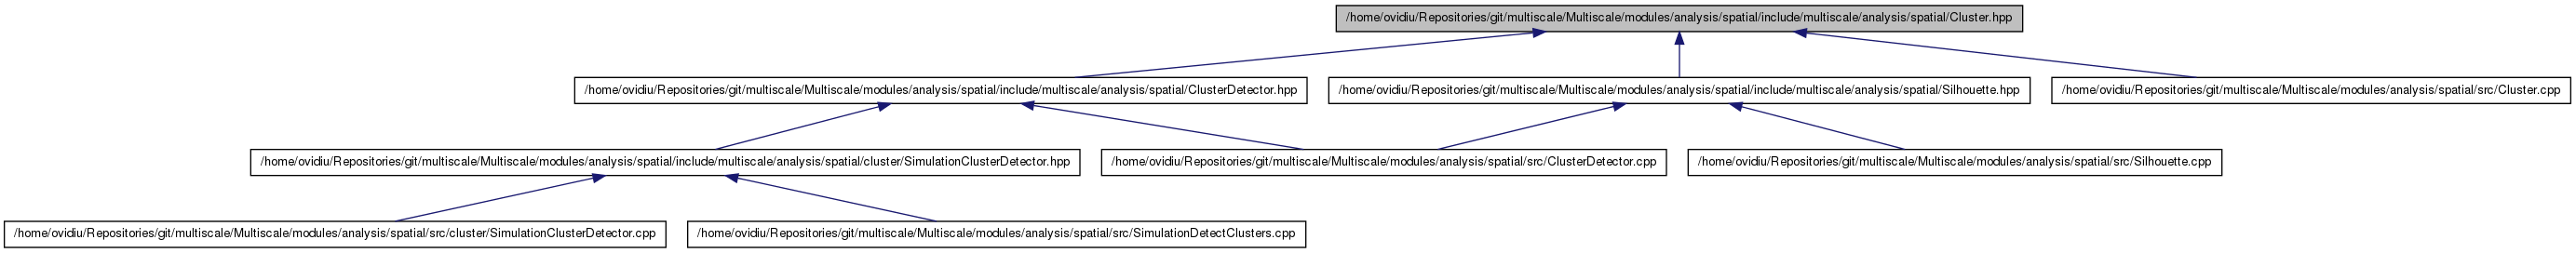 /home/ovidiu/Repositories/git/multiscale/Multiscale/modules/analysis/spatial/include/multiscale/analysis/spatial/Cluster.hpp
/home/ovidiu/Repositories/git/multiscale/Multiscale/modules/analysis/spatial/include/multiscale/analysis/spatial/ClusterDetector.hpp
/home/ovidiu/Repositories/git/multiscale/Multiscale/modules/analysis/spatial/include/multiscale/analysis/spatial/Silhouette.hpp
/home/ovidiu/Repositories/git/multiscale/Multiscale/modules/analysis/spatial/src/Cluster.cpp
/home/ovidiu/Repositories/git/multiscale/Multiscale/modules/analysis/spatial/include/multiscale/analysis/spatial/cluster/SimulationClusterDetector.hpp
/home/ovidiu/Repositories/git/multiscale/Multiscale/modules/analysis/spatial/src/ClusterDetector.cpp
/home/ovidiu/Repositories/git/multiscale/Multiscale/modules/analysis/spatial/src/Silhouette.cpp
/home/ovidiu/Repositories/git/multiscale/Multiscale/modules/analysis/spatial/src/cluster/SimulationClusterDetector.cpp
/home/ovidiu/Repositories/git/multiscale/Multiscale/modules/analysis/spatial/src/SimulationDetectClusters.cpp